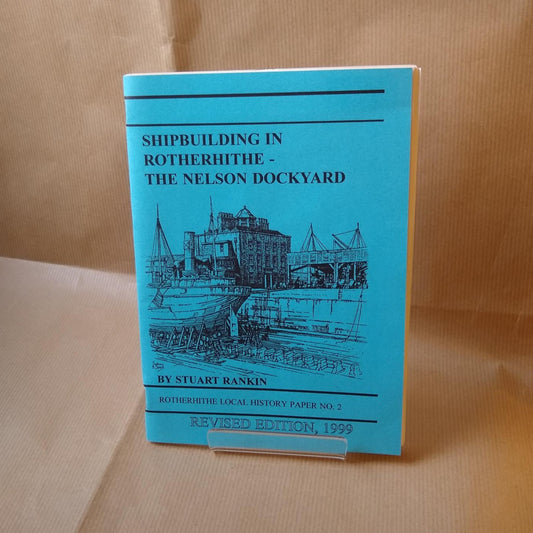 SHIPBUILDING IN
ROTHERHITHE -
THE NELSON DOCKYARD
BY STUART RANKIN
ROTHERHITHE LOCAL HISTORY PAPER NO. 2
REVISED EDITION, 1999